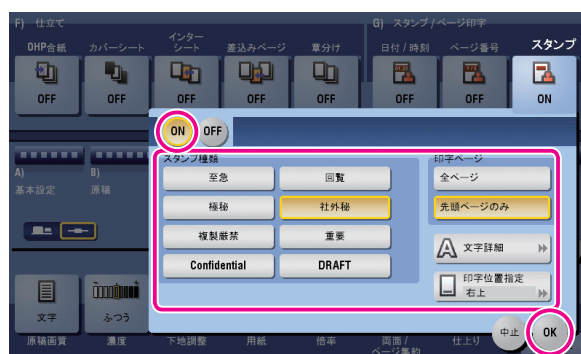 F) 仕立て
G) スタンプ / ページ印字
OHP合紙
カバーシート
インター
シート
差込みページ
章分け
日付 / 時刻
ページ番号
スタンプ
OFF
OFF
OFF
OFF
OFF
OFF
OFF
ON
ON
OFF
スタンプ種類
印字ページ
至急
回覧
全ページ
極秘
社外秘
先頭ページのみ
複製厳禁
重要
文字詳細
Confidential
DRAFT
印字位置指定
右上
A)
基本設定
B)
原稿
文字
ふつう
中止
OK
原稿画質
濃度
下地調整
用紙
倍率
両面 /
ページ集約
仕上り